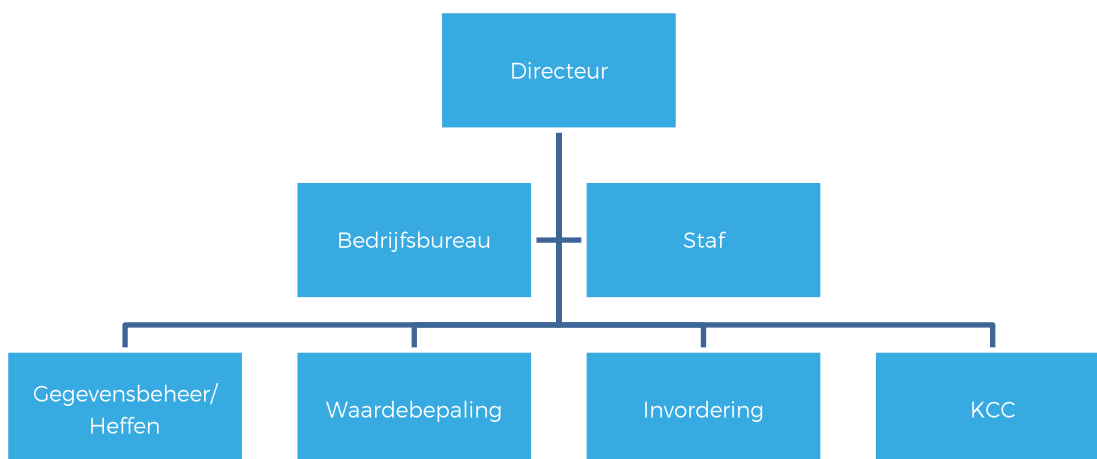 Directeur
Bedrijfsbureau
Staf
Gegevensbeheer/
Heffen
Waardebepaling
Invordering
KCC